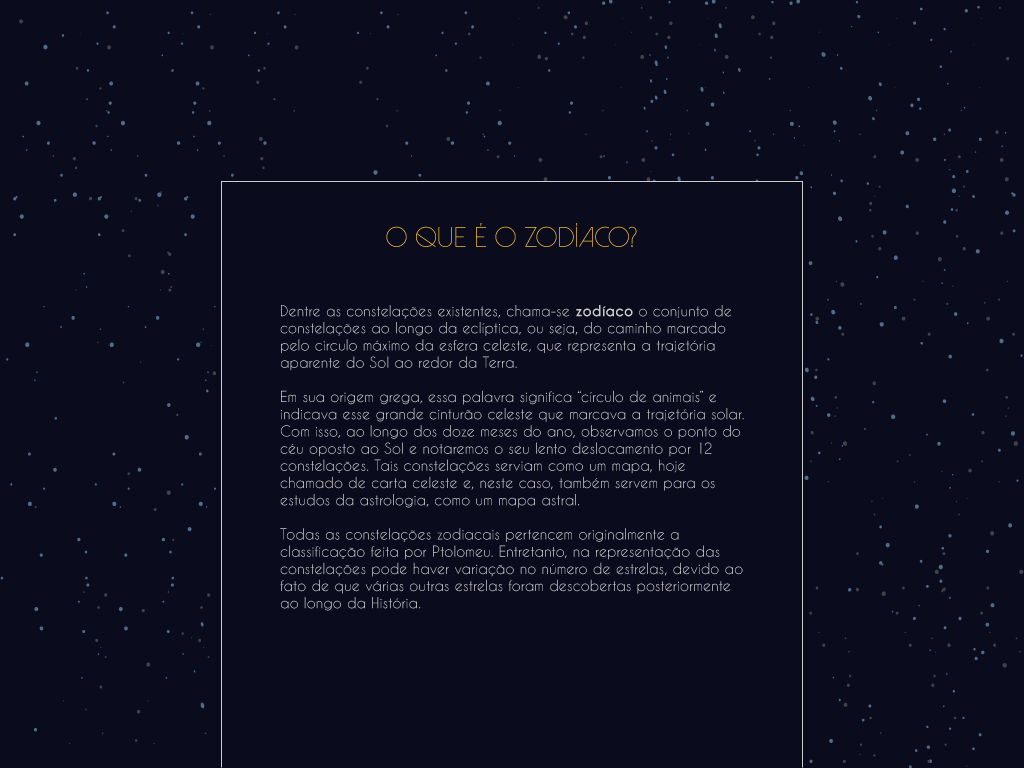 O QUE É O ZODÍACO?
Dentre as constelações existentes, chama-se zodíaco o conjunto de
constelações ao longo da eclíptica, ou seja, do caminho marcado
pelo circulo máximo da esfera celeste, que representa a trajetória
aparente do Sol ao redor da Terra.
Em sua origem grega, essa palavra significa “círculo de animais” e
indicava esse grande cinturão celeste que marcava a trajetória solar.
Com isso, ao longo dos doze meses do ano, observamos o ponto do
céu oposto ao Sol e notaremos o seu lento deslocamento por 12
constelações. Tais constelações serviam como um mapa, hoje
chamado de carta celeste e, neste caso, também servem para os
estudos da astrologia, como um mapa astral.
Todas as constelações zodiacais pertencem originalmente a
classificação feita por Ptolomeu. Entretanto, na representação das
constelações pode haver variação no número de estrelas, devido ao
fato de que várias outras estrelas foram descobertas posteriormente
ao longo da História.